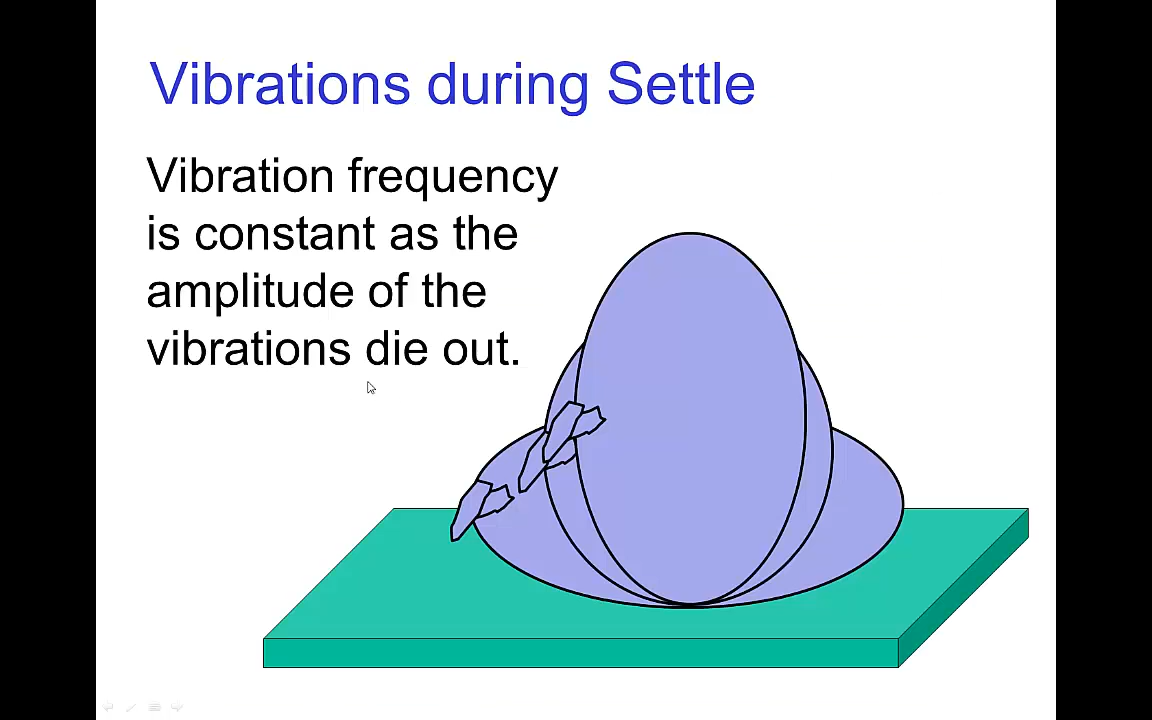 Vibrations during Settle
Vibration frequency
is constant as the
amplitude of the
vibrations die out.